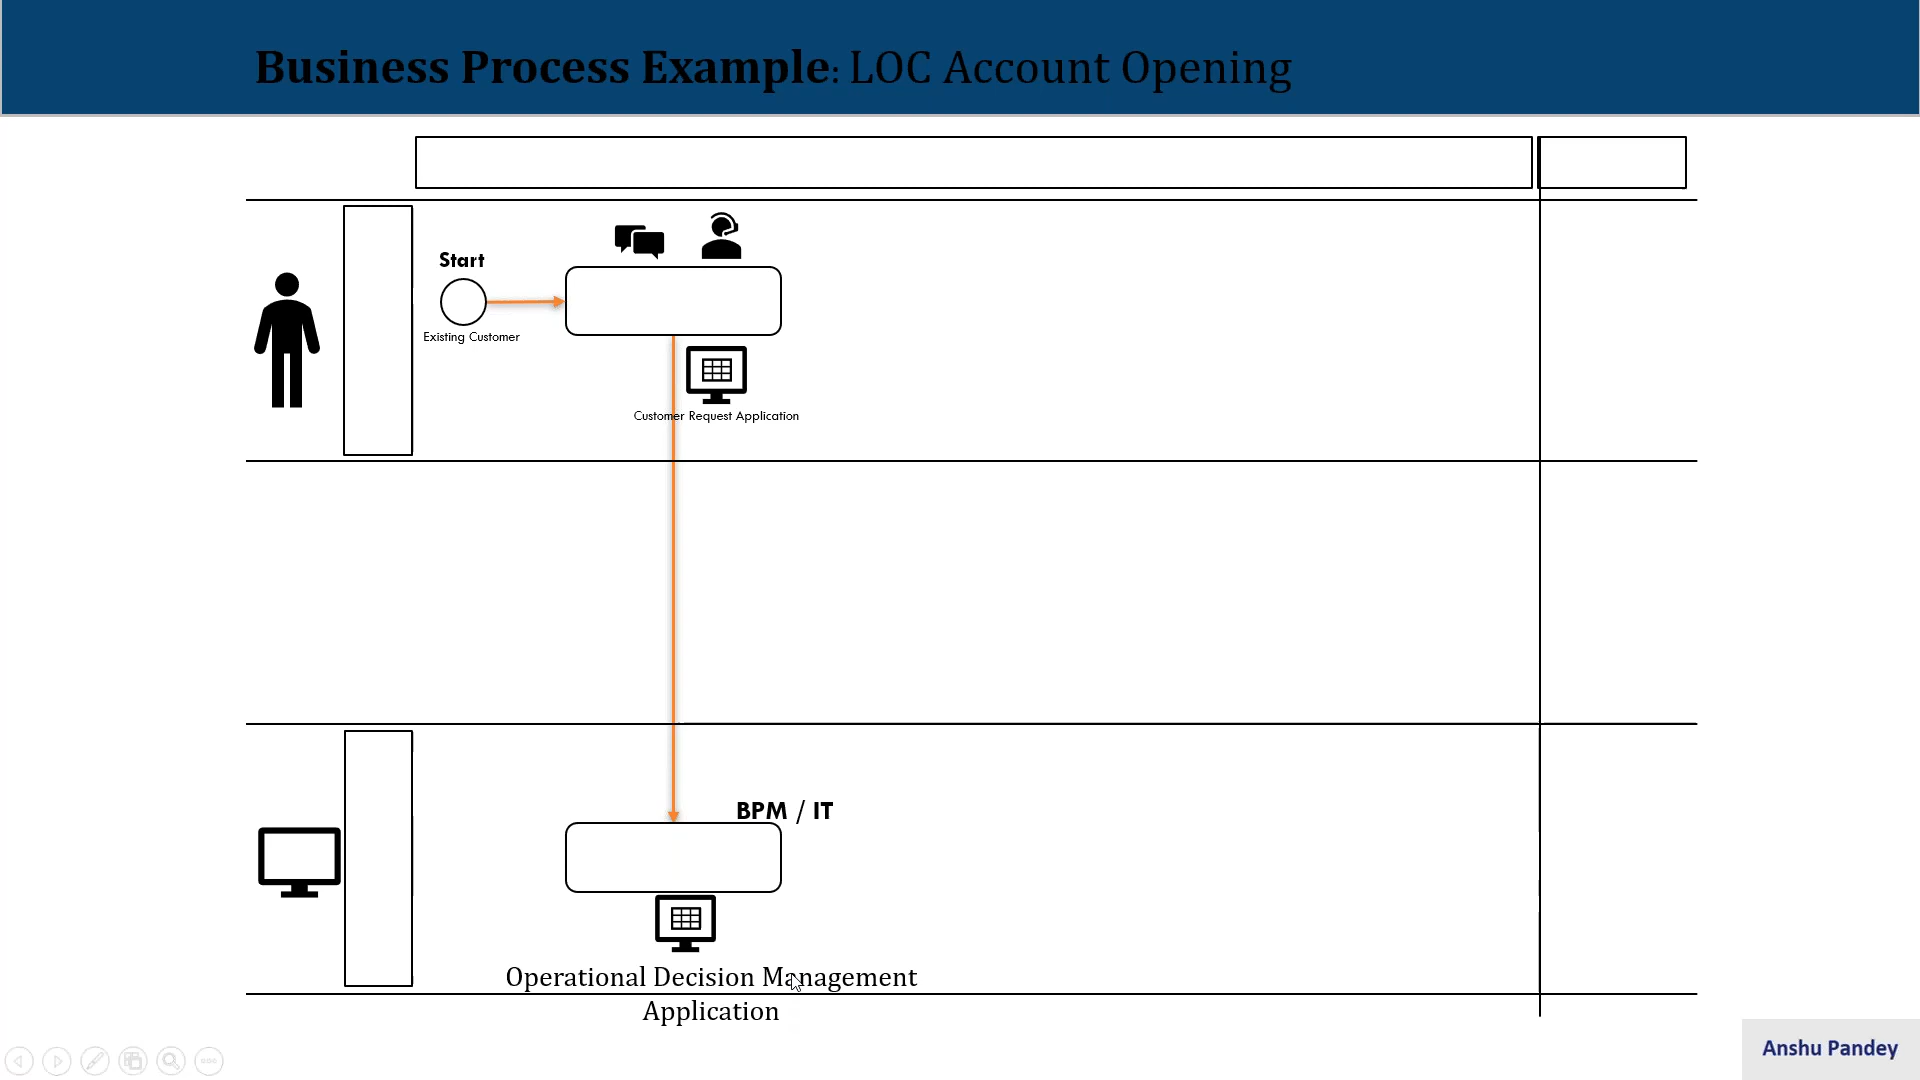 Business Process Example: LOC Account Opening
Start
Existing Customer
Customer Request Application
BPM / IT
Operational Decision Management
Application
Anshu Pandey